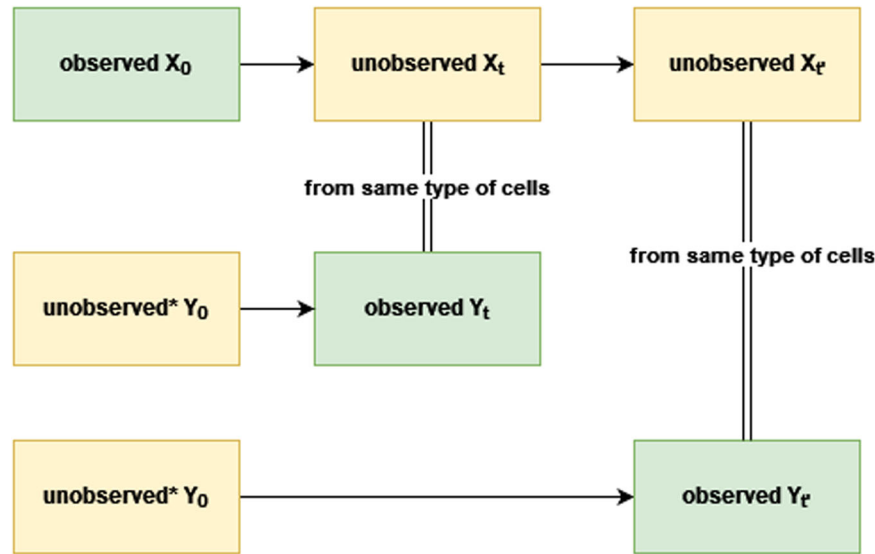 observed X₀
unobserved Xₜ
unobserved Xₜ'
from same type of cells
from same type of cells
unobserved* Y₀
observed Yₜ
unobserved* Y₀
observed Yₜ'